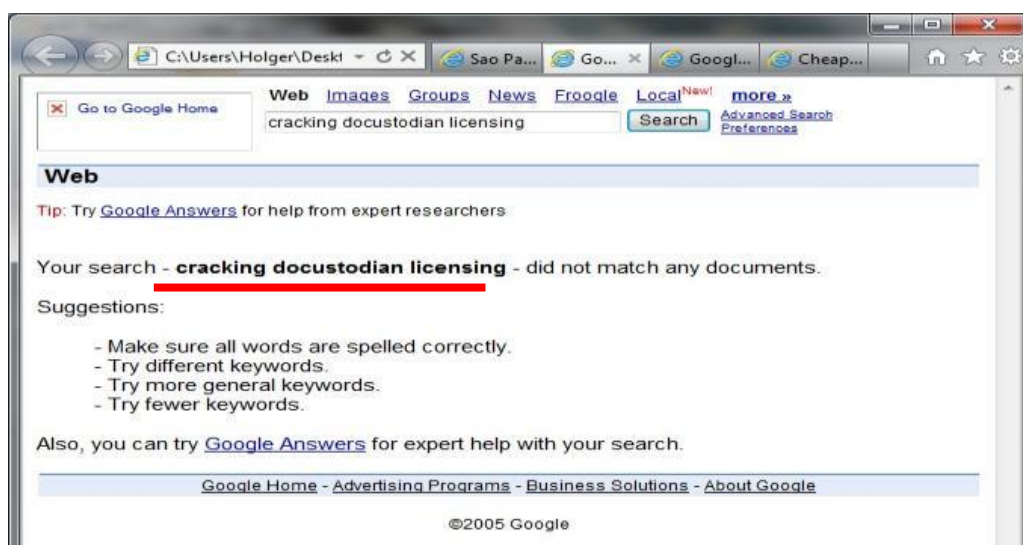 C:\Users\Holger\Deskt
Sao Pa...
Go...
Googl...
Cheap...
Go to Google Home
Web Images Groups News Froogle Local New! more »
cracking docustodian licensing
Search
Advanced Search
Preferences
Web
Tip: Try Google Answers for help from expert researchers
Your search - cracking docustodian licensing - did not match any documents.
Suggestions:
- Make sure all words are spelled correctly.
- Try different keywords.
- Try more general keywords.
- Try fewer keywords.
Also, you can try Google Answers for expert help with your search.
Google Home - Advertising Programs - Business Solutions - About Google
©2005 Google